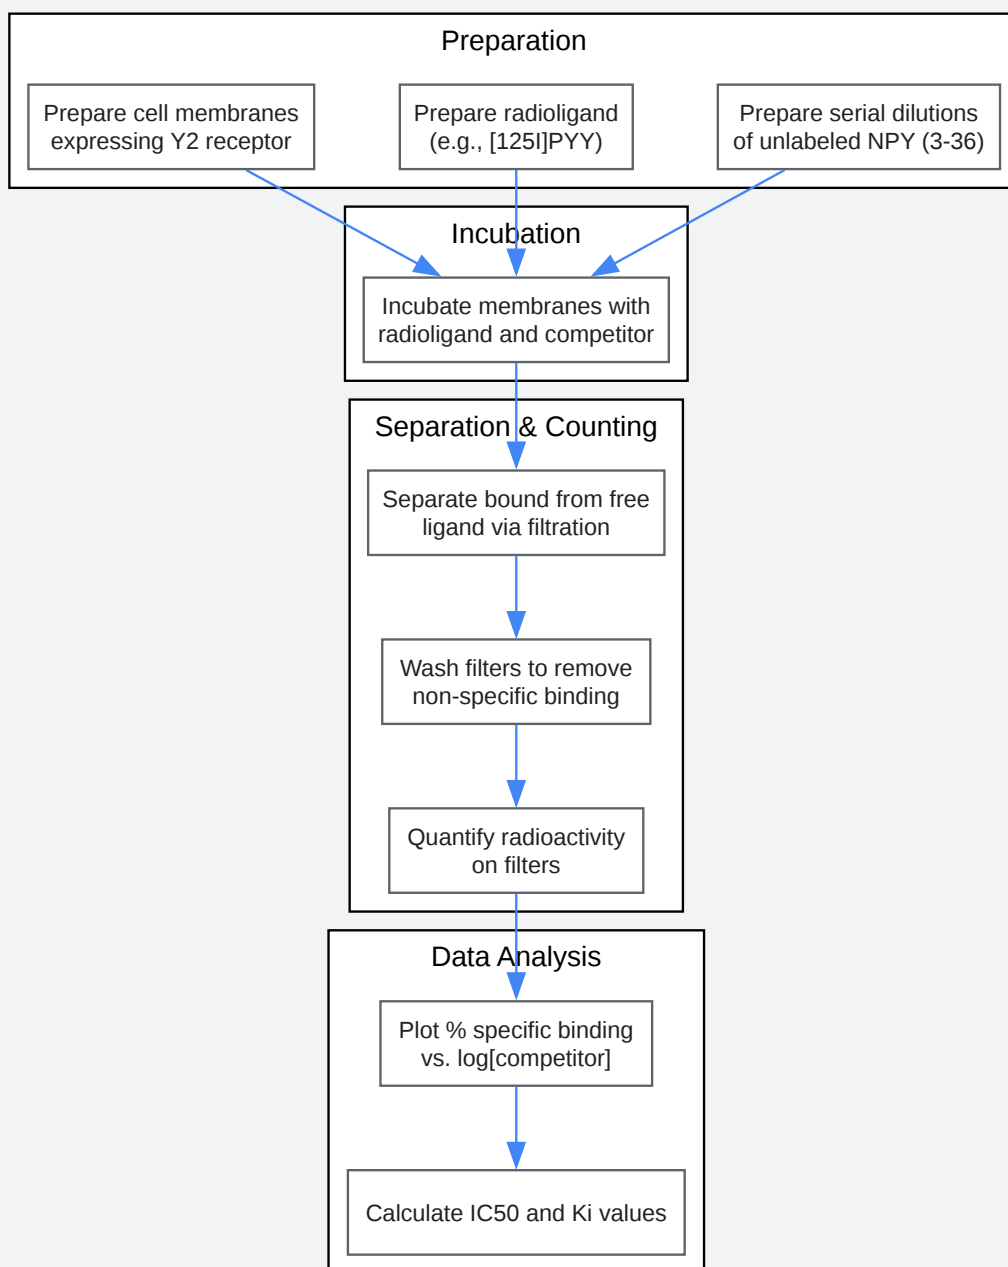 Preparation
Prepare cell membranes
expressing Y2 receptor
Prepare radioligand
(e.g., [125I]PYY)
Prepare serial dilutions
of unlabeled NPY (3-36)
Incubation
Incubate membranes with
radioligand and competitor
Separation & Counting
Separate bound from free
ligand via filtration
Wash filters to remove
non-specific binding
Quantify radioactivity
on filters
Data Analysis
Plot % specific binding
vs. log[competitor]
Calculate IC50 and Ki values